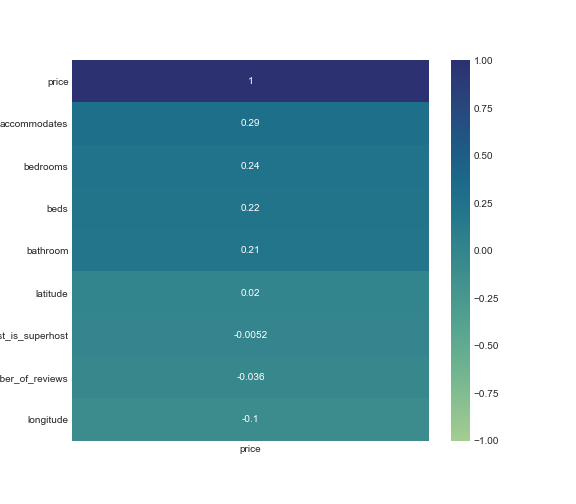 price
1
accommodates
0.29
bedrooms
0.24
beds
0.22
bathroom
0.21
latitude
0.02
st_is_superhost
-0.0052
ber_of_reviews
-0.036
longitude
-0.1
price
1.00
0.75
0.50
0.25
0.00
−0.25
−0.50
−0.75
−1.00